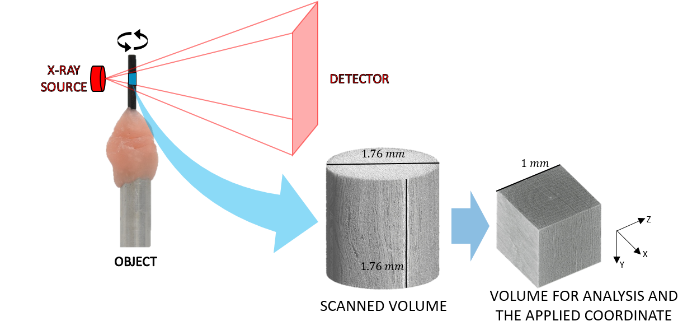 X-RAY
SOURCE
DETECTOR
OBJECT
1.76 mm
1.76 mm
SCANNED VOLUME
1 mm
Z
X
Y
VOLUME FOR ANALYSIS AND
THE APPLIED COORDINATE